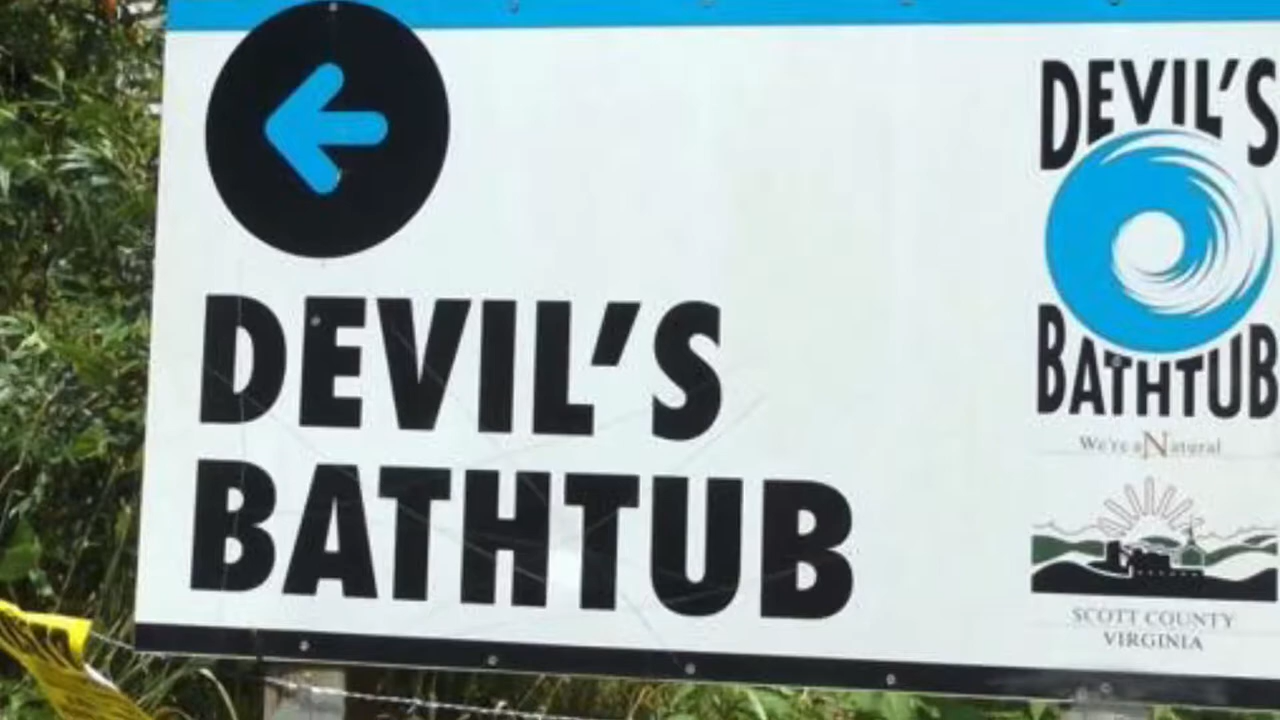 DEVIL'S
BATHTUB
DEVIL'S
BATHTUB
We're a Natural
SCOTT COUNTY
VIRGINIA